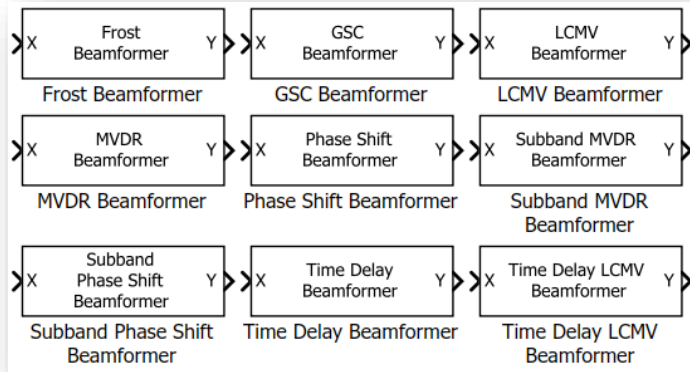 X Frost Beamformer Y
Frost Beamformer
X GSC Beamformer Y
GSC Beamformer
X LCMV Beamformer Y
LCMV Beamformer
X MVDR Beamformer Y
MVDR Beamformer
X Phase Shift Beamformer Y
Phase Shift Beamformer
X Subband MVDR Beamformer Y
Subband MVDR
Beamformer
X Subband Phase Shift Beamformer Y
Subband Phase Shift
Beamformer
X Time Delay Beamformer Y
Time Delay Beamformer
X Time Delay LCMV Beamformer Y
Time Delay LCMV
Beamformer